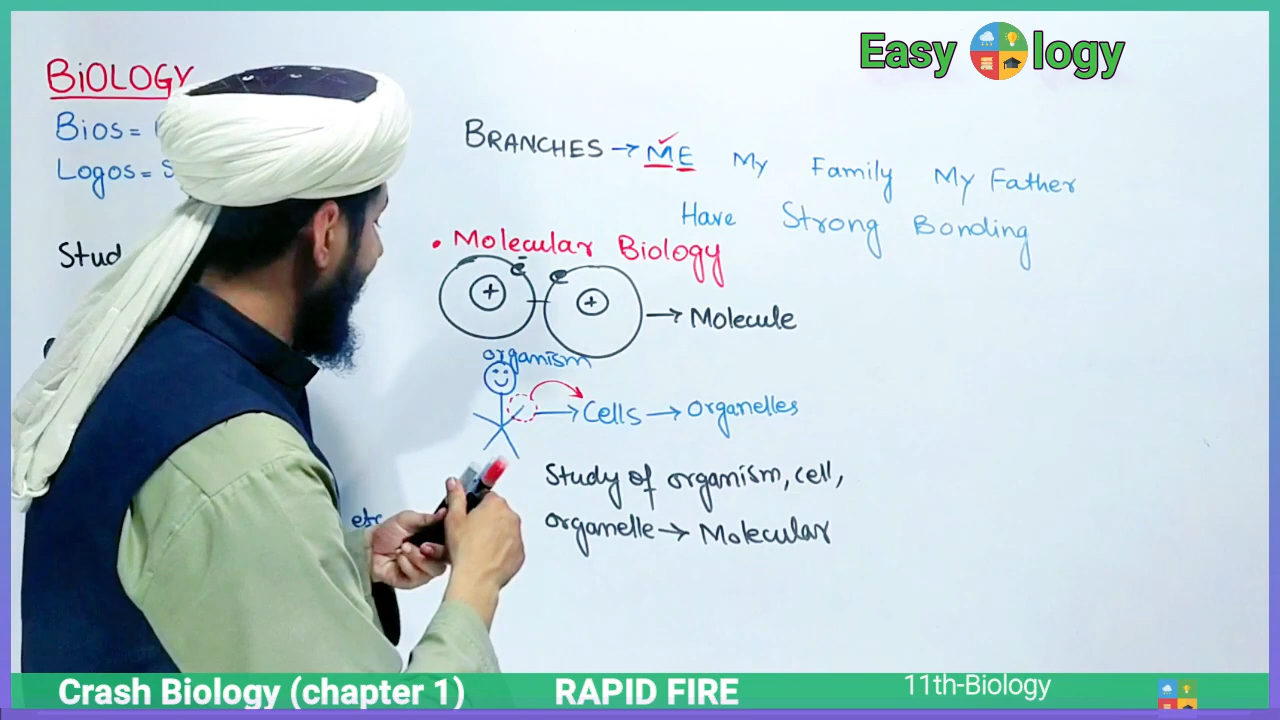 Easy ology
BiOLOGY
Bios =
Logos = S
Stud
BRANCHES → ME My Family My Father
Have Strong Bonding
• Molecular Biology
e⁻ e
+ +
→ Molecule
organism
→ Cells → Organelles
Study of organism, cell,
organelle → Molecular
etc
Crash Biology (chapter 1) RAPID FIRE 11th-Biology